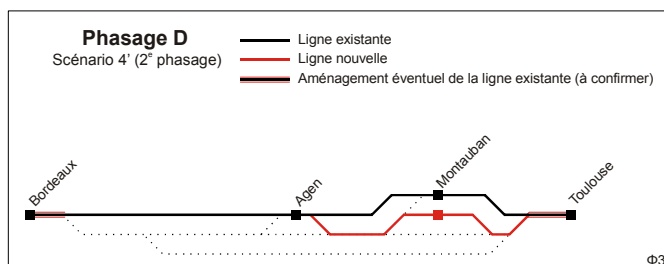 Phasage D
Scénario 4' (2e phasage)
Ligne existante
Ligne nouvelle
Aménagement éventuel de la ligne existante (à confirmer)
Bordeaux
Agen
Montauban
Toulouse
Φ3